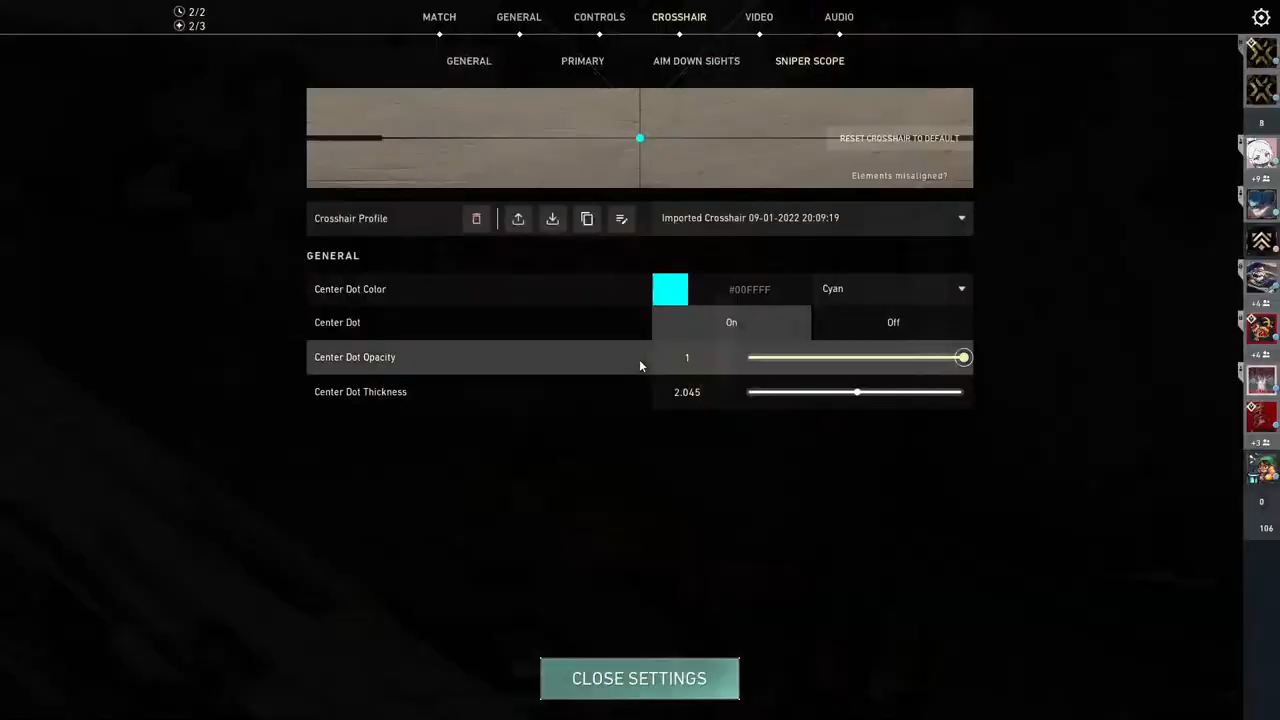 2/2
2/3
MATCH GENERAL CONTROLS CROSSHAIR VIDEO AUDIO
GENERAL PRIMARY AIM DOWN SIGHTS SNIPER SCOPE
RESET CROSSHAIR TO DEFAULT
Elements misaligned?
Crosshair Profile Imported Crosshair 09-01-2022 20:09:19
GENERAL
Center Dot Color #00FFFF Cyan
Center Dot On Off
Center Dot Opacity 1
Center Dot Thickness 2.045
CLOSE SETTINGS
8
+9
+4
+4
+3
0
106